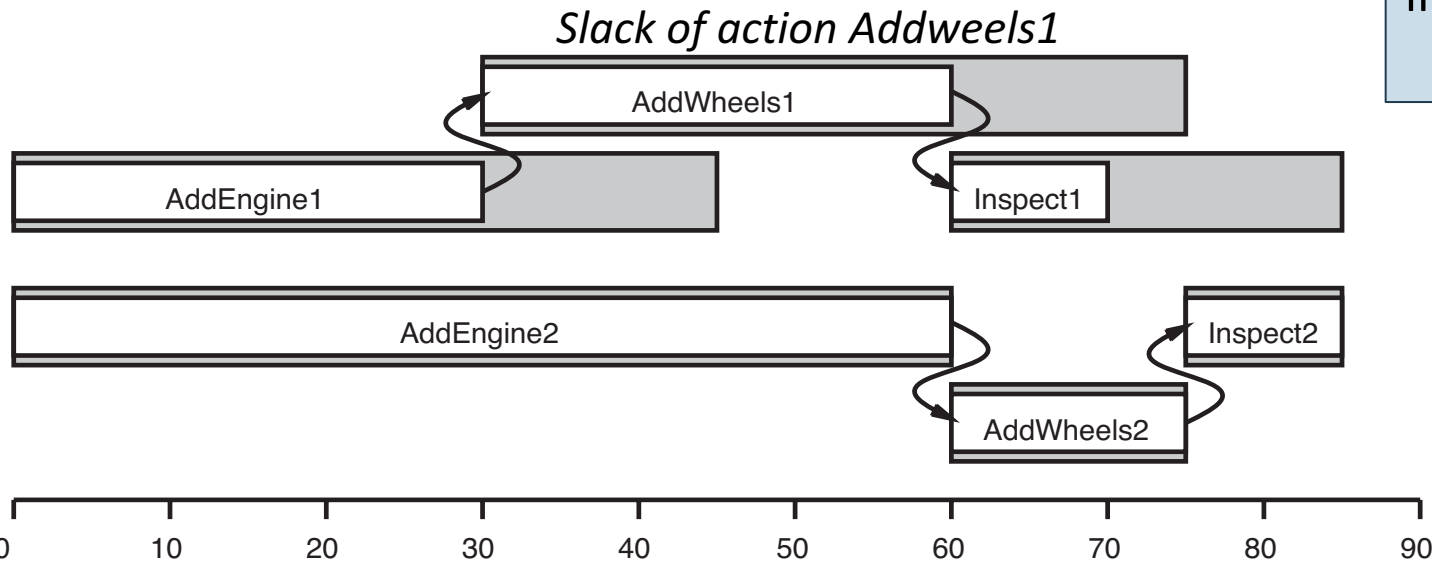 Slack of action Addweels1
AddWheels1
AddEngine1
Inspect1
AddEngine2
Inspect2
AddWheels2
0 10 20 30 40 50 60 70 80 90